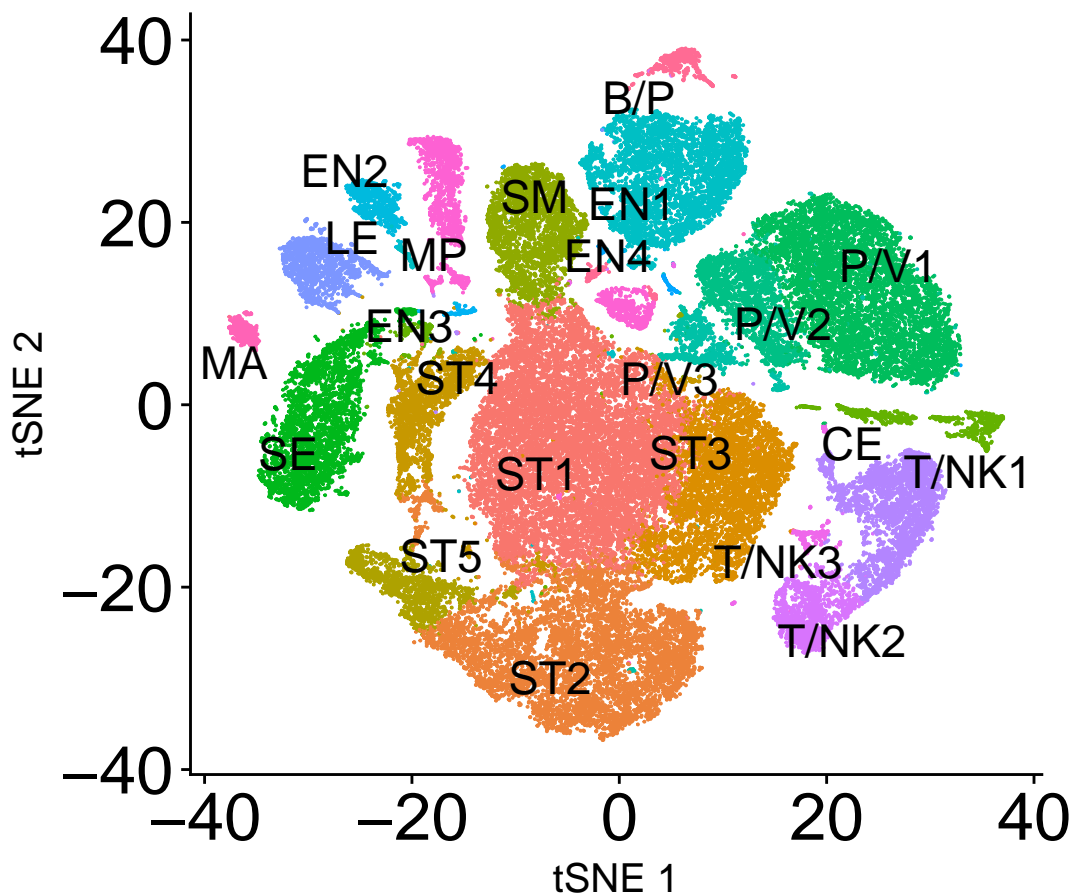 40
B/P
EN2
SM
EN1
20
LE
MP
EN4
P/V1
EN3
P/V2
MA
ST4
P/V3
0
tSNE 2
SE
ST1
ST3
CE
T/NK1
ST5
T/NK3
−20
T/NK2
ST2
−40
−40
−20
0
20
40
tSNE 1